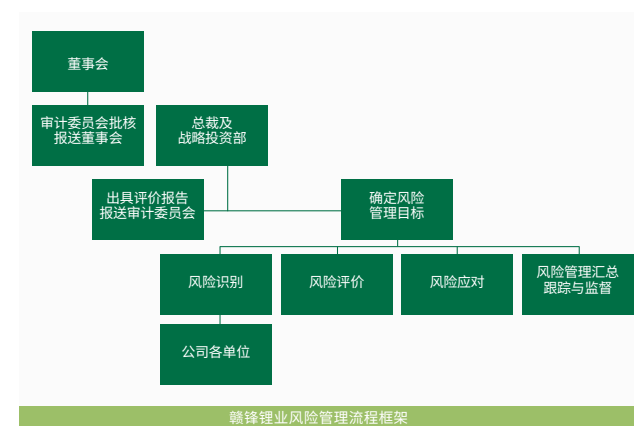 董事会
审计委员会批核
报送董事会
总裁及
战略投资部
出具评价报告
报送审计委员会
确定风险
管理目标
风险识别
风险评价
风险应对
风险管理汇总
跟踪与监督
公司各单位
赣锋锂业风险管理流程框架